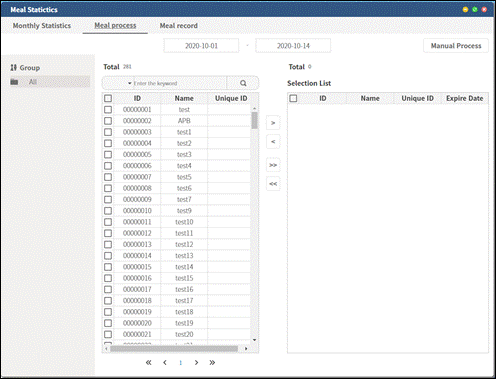 Meal Statictics
Monthly Statistics Meal process Meal record
2020-10-01 - 2020-10-14 Manual Process
Group
All
Total 281
Enter the keyword
ID Name Unique ID
00000001 test
00000002 APB
00000003 test1
00000004 test2
00000005 test3
00000006 test4
00000007 test5
00000008 test6
00000009 test7
00000010 test9
00000011 test10
00000012 test11
00000013 test12
00000014 test13
00000015 test14
00000016 test15
00000017 test16
00000018 test17
00000019 test18
00000020 test19
00000021 test20
<< < 1 > >>
>
<
>>
<<
Total 0
Selection List
ID Name Unique ID Expire Date